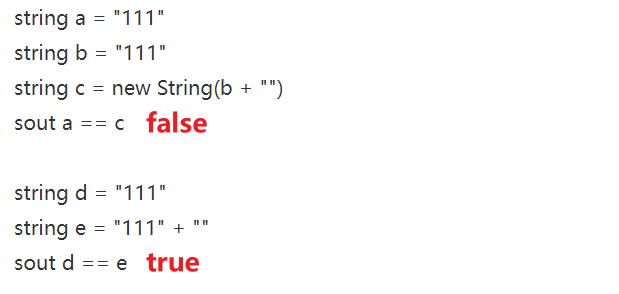 string a = "111"
string b = "111"
string c = new String(b + "")
sout a == c false
string d = "111"
string e = "111" + ""
sout d == e true